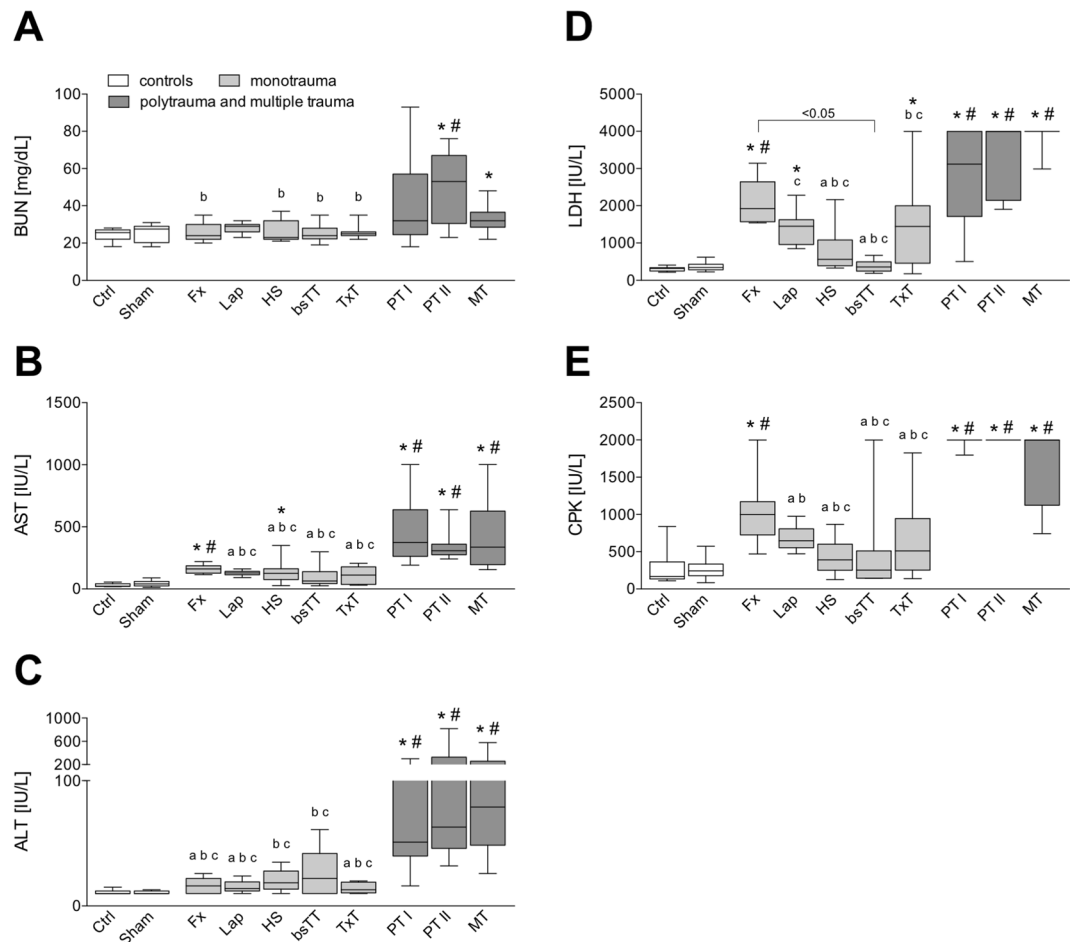 A
controls
monotrauma
polytrauma and multiple trauma
BUN [mg/dL]
100
80
60
40
20
0
b
b
b
b
* #
*
Ctrl
Sham
Fx
Lap
HS
bsTT
TxT
PT I
PT II
MT
B
AST [IU/L]
1500
1000
500
0
* #
a b c
*
a b c
a b c
a b c
* #
* #
* #
Ctrl
Sham
Fx
Lap
HS
bsTT
TxT
PT I
PT II
MT
C
ALT [IU/L]
1000
600
200
100
0
a b c
a b c
b c
b c
a b c
* #
* #
* #
Ctrl
Sham
Fx
Lap
HS
bsTT
TxT
PT I
PT II
MT
D
LDH [IU/L]
5000
4000
3000
2000
1000
0
<0.05
* #
*
c
a b c
a b c
*
b c
* #
* #
* #
Ctrl
Sham
Fx
Lap
HS
bsTT
TxT
PT I
PT II
MT
E
CPK [IU/L]
2500
2000
1500
1000
500
0
* #
a b
a b c
a b c
a b c
* #
* #
* #
Ctrl
Sham
Fx
Lap
HS
bsTT
TxT
PT I
PT II
MT